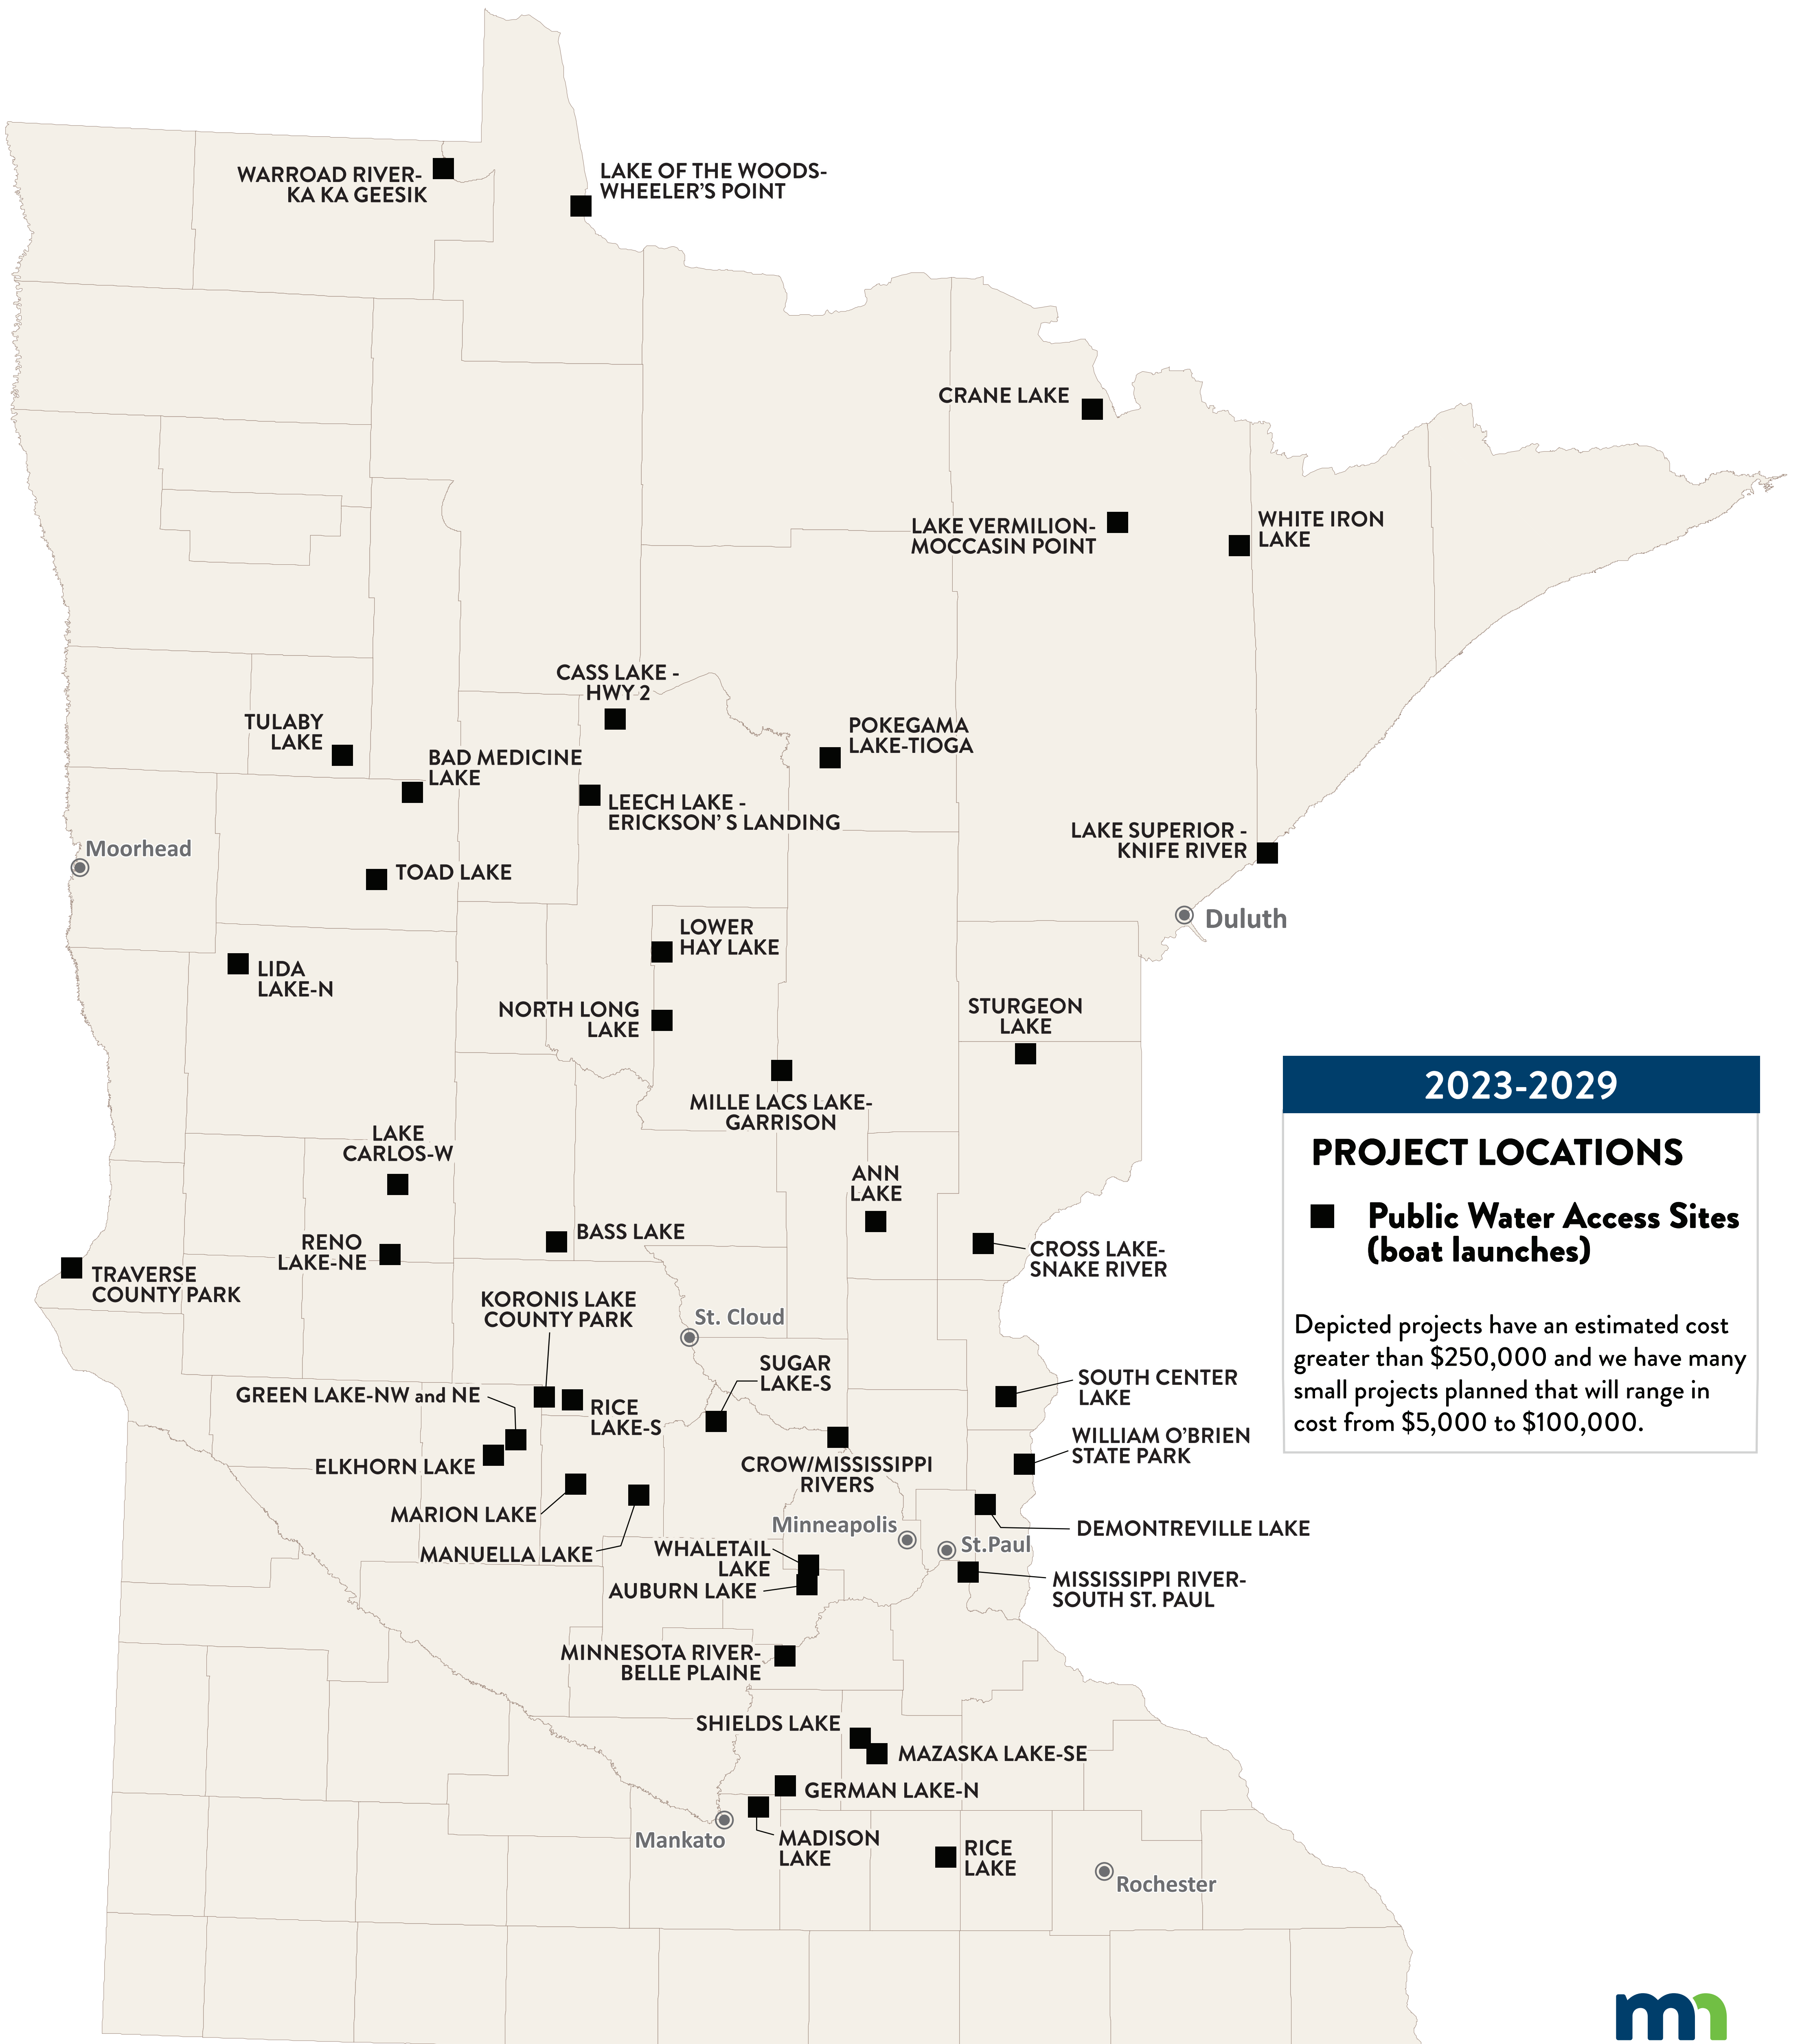 WARROAD RIVER-
KA KA GEESIK
LAKE OF THE WOODS-
WHEELER'S POINT
CRANE LAKE
LAKE VERMILION-
MOCCASIN POINT
WHITE IRON
LAKE
CASS LAKE -
HWY 2
TULABY
LAKE
BAD MEDICINE
LAKE
POKEGAMA
LAKE-TIOGA
LEECH LAKE -
ERICKSON' S LANDING
LAKE SUPERIOR -
KNIFE RIVER
Moorhead
TOAD LAKE
Duluth
LOWER
HAY LAKE
LIDA
LAKE-N
NORTH LONG
LAKE
STURGEON
LAKE
MILLE LACS LAKE-
GARRISON
LAKE
CARLOS-W
ANN
LAKE
RENO
LAKE-NE
BASS LAKE
CROSS LAKE-
SNAKE RIVER
TRAVERSE
COUNTY PARK
KORONIS LAKE
COUNTY PARK
St. Cloud
SUGAR
LAKE-S
GREEN LAKE-NW and NE
RICE
LAKE-S
SOUTH CENTER
LAKE
ELKHORN LAKE
CROW/MISSISSIPPI
RIVERS
WILLIAM O'BRIEN
STATE PARK
MARION LAKE
Minneapolis
DEMONTREVILLE LAKE
MANUELLA LAKE
WHALETAIL
LAKE
St.Paul
AUBURN LAKE
MISSISSIPPI RIVER-
SOUTH ST. PAUL
MINNESOTA RIVER-
BELLE PLAINE
SHIELDS LAKE
MAZASKA LAKE-SE
GERMAN LAKE-N
Mankato
MADISON
LAKE
RICE
LAKE
Rochester
2023-2029
PROJECT LOCATIONS
Public Water Access Sites
(boat launches)
Depicted projects have an estimated cost
greater than $250,000 and we have many
small projects planned that will range in
cost from $5,000 to $100,000.
mn